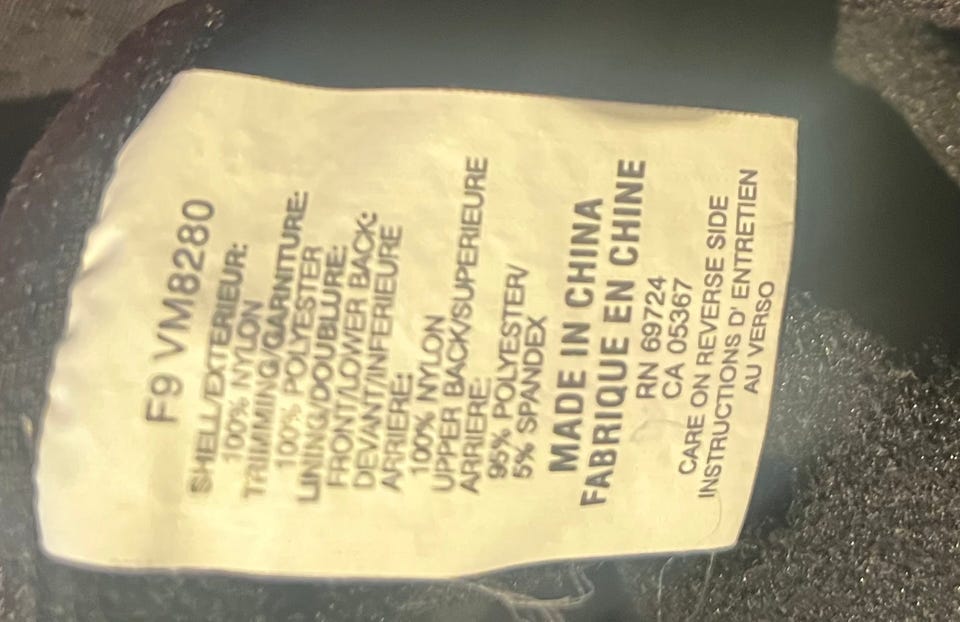 F9 VM8280
SHELL/EXTERIEUR:
100% NYLON
TRIMMING/GARNITURE:
100% POLYESTER
LINING/DOUBLURE:
FRONT/LOWER BACK:
DEVANT/INFERIEURE
ARRIERE:
100% NYLON
UPPER BACK/SUPERIEURE
ARRIERE:
95% POLYESTER/
5% SPANDEX
MADE IN CHINA
FABRIQUE EN CHINE
RN 69724
CA 05367
CARE ON REVERSE SIDE
INSTRUCTIONS D' ENTRETIEN
AU VERSO